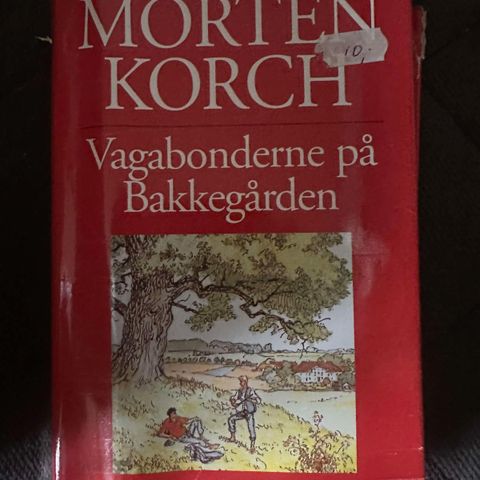 MORTEN
KORCH
10,-
Vagabonderne på
Bakkegården